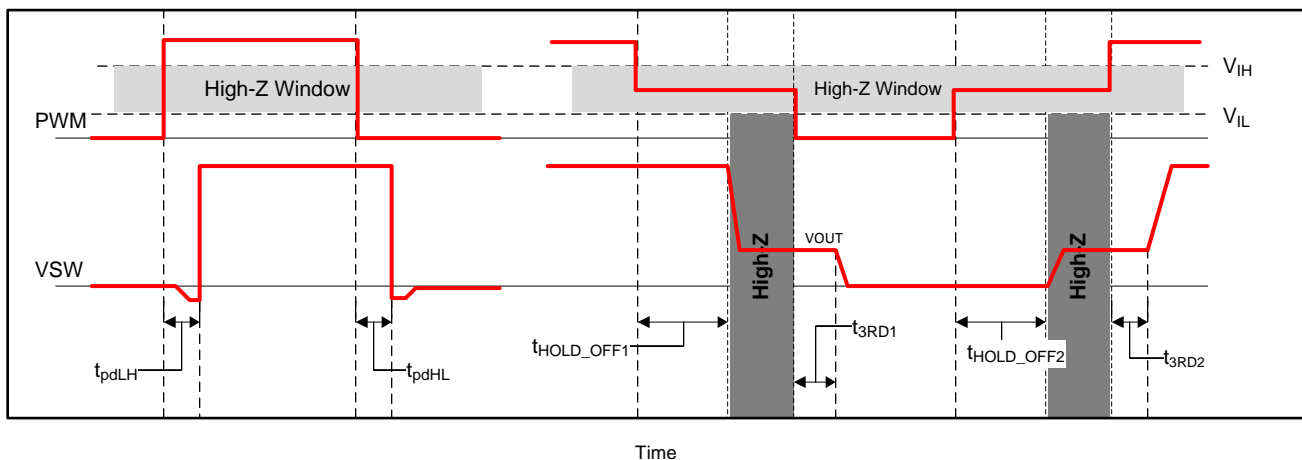 High-Z Window
High-Z Window
VIH
VIL
PWM
VOUT
VSW
High-Z
High-Z
tpdLH
tpdHL
tHOLD_OFF1
t3RD1
tHOLD_OFF2
t3RD2
Time